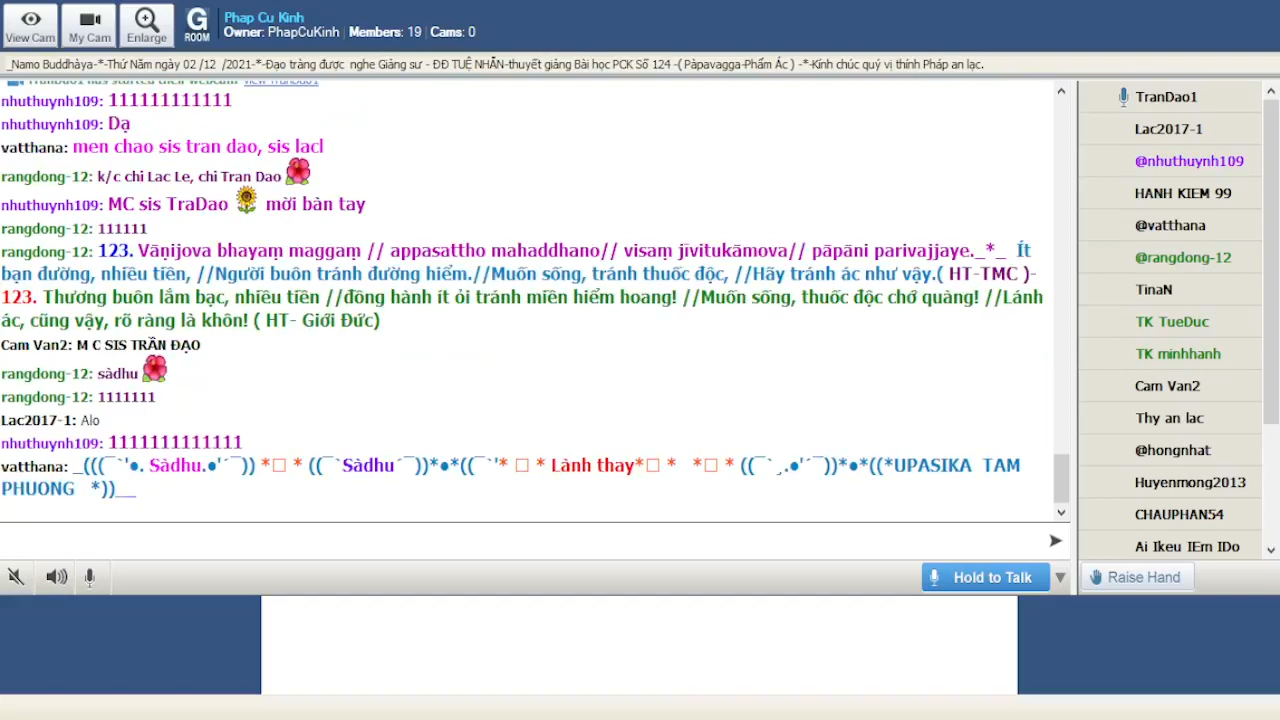 View Cam
My Cam
Enlarge
G
ROOM
Phap Cu Kinh
Owner: PhapCuKinh | Members: 19 | Cams: 0
_Namo Buddhàya-*-Thứ Năm ngày 02 /12 /2021-*-Đạo tràng được nghe Giảng sư - ĐĐ TUỆ NHẪN-thuyết giảng Bài học PCK Số 124 -( Pàpavagga-Phẩm Ác ) -*-Kính chúc quý vị thính Pháp an lạc.
TranDao1 has started their webcam. View TranDao1
nhuthuynh109: 111111111111
nhuthuynh109: Dạ
vatthana: men chao sis tran dao, sis lacl
rangdong-12: k/c chi Lac Le, chi Tran Dao
nhuthuynh109: MC sis TraDao mời bàn tay
rangdong-12: 111111
rangdong-12: 123. Vāṇijova bhayaṃ maggaṃ // appasattho mahaddhano// visaṃ jīvitukāmova// pāpāni parivajjaye._*_ Ít
bạn đường, nhiều tiền, //Người buôn tránh đường hiểm.//Muốn sống, tránh thuốc độc, //Hãy tránh ác như vậy.( HT-TMC )-
123. Thương buôn lắm bạc, nhiều tiền //đồng hành ít ỏi tránh miền hiểm hoang! //Muốn sống, thuốc độc chớ quàng! //Lánh
ác, cũng vậy, rõ ràng là khôn! ( HT- Giới Đức)
Cam Van2: M C SIS TRẦN ĐẠO
rangdong-12: sàdhu
rangdong-12: 1111111
Lac2017-1: Alo
nhuthuynh109: 1111111111111
vatthana: _(((¯`'●. Sàdhu.●'´¯)) *□ * ((¯`Sàdhu´¯))*●*((¯`'* □ * Lành thay*□ * *□ * ((¯`¸.●'´¯))*●*((*UPASIKA TAM
PHUONG *))__
Hold to Talk
TranDao1
Lac2017-1
@nhuthuynh109
HANH KIEM 99
@vatthana
@rangdong-12
TinaN
TK TueDuc
TK minhhanh
Cam Van2
Thy an lac
@hongnhat
Huyenmong2013
CHAUPHAN54
Ai Ikeu IEm IDo
Raise Hand